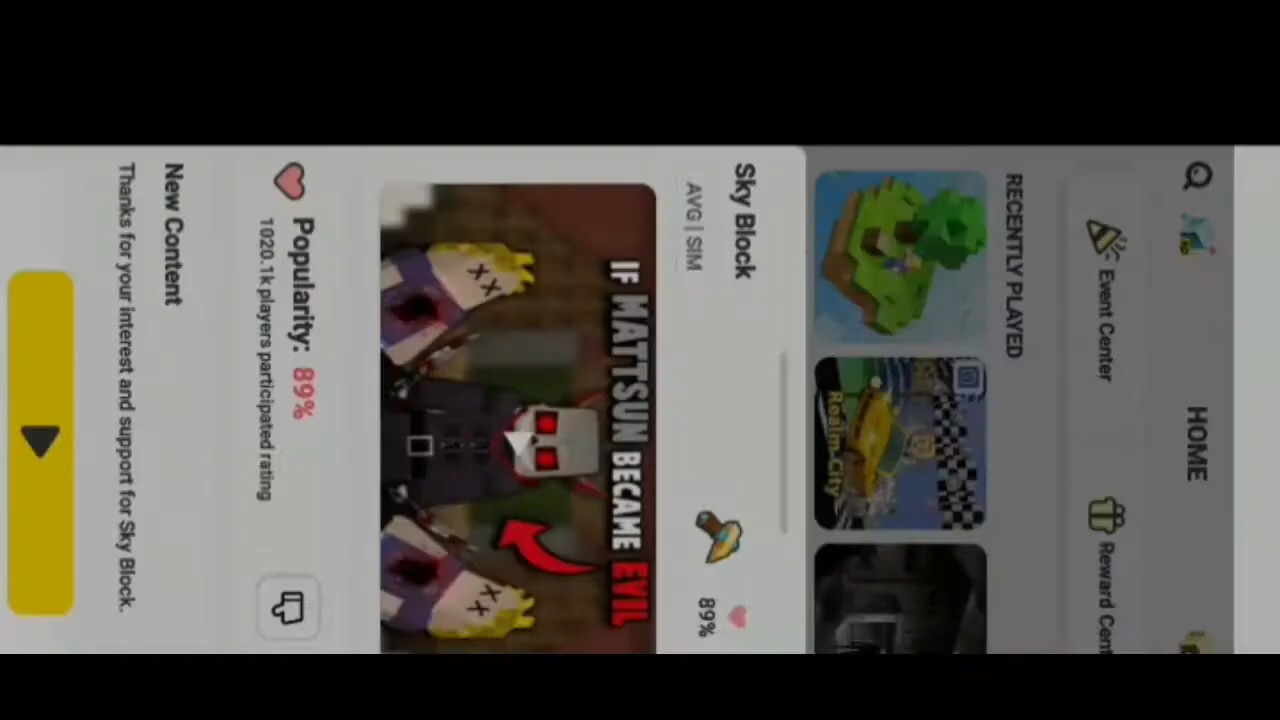 HOME
Event Center
Reward Cent
RECENTLY PLAYED
Realm City
Sky Block
AVG | SIM
89%
IF MATTSUN BECAME EVIL
Popularity: 89%
1020.1k players participated rating
New Content
Thanks for your interest and support for Sky Block.